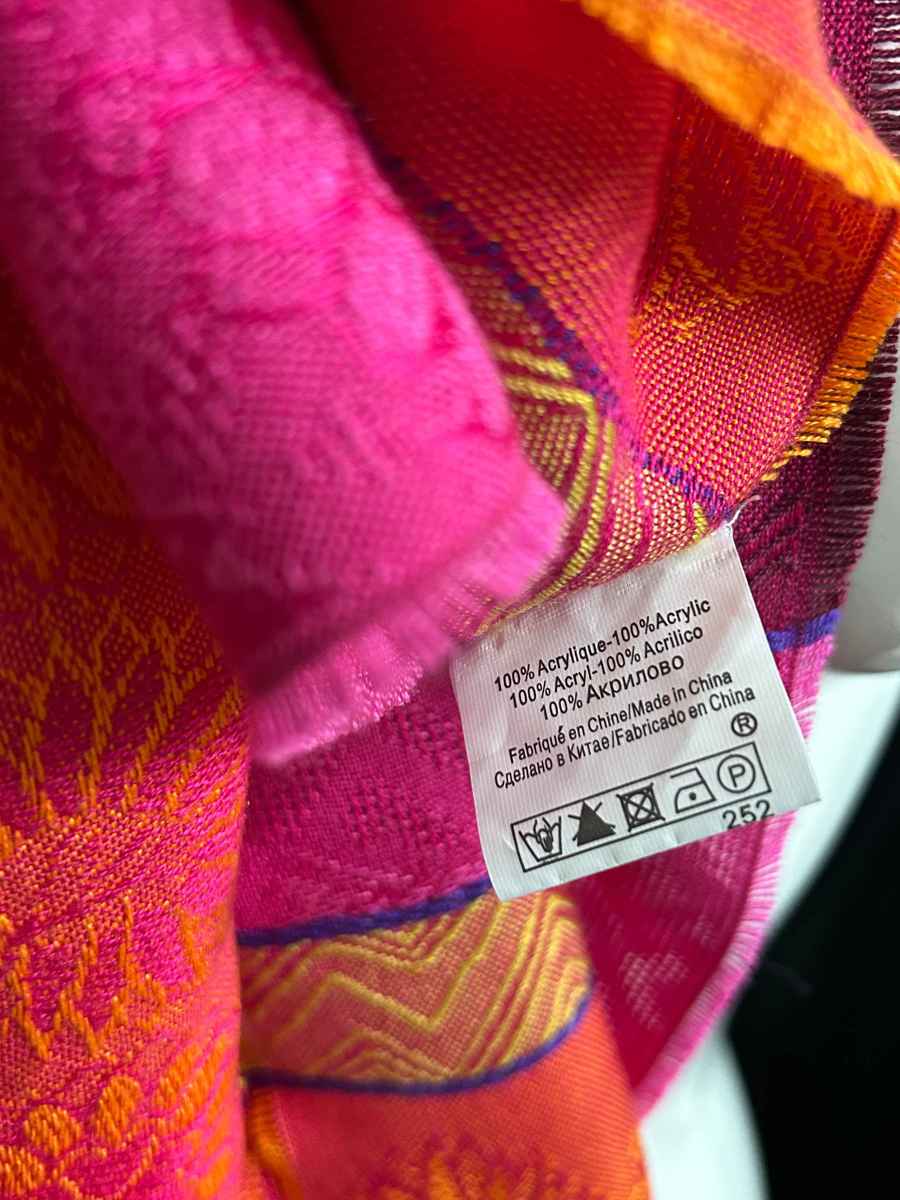 100% Acrylique-100%Acrylic
100% Acryl-100% Acrilico
100% Акрилово
Fabriqué en Chine/Made in China
Сделано в Китае/Fabricado en China
®
P
252